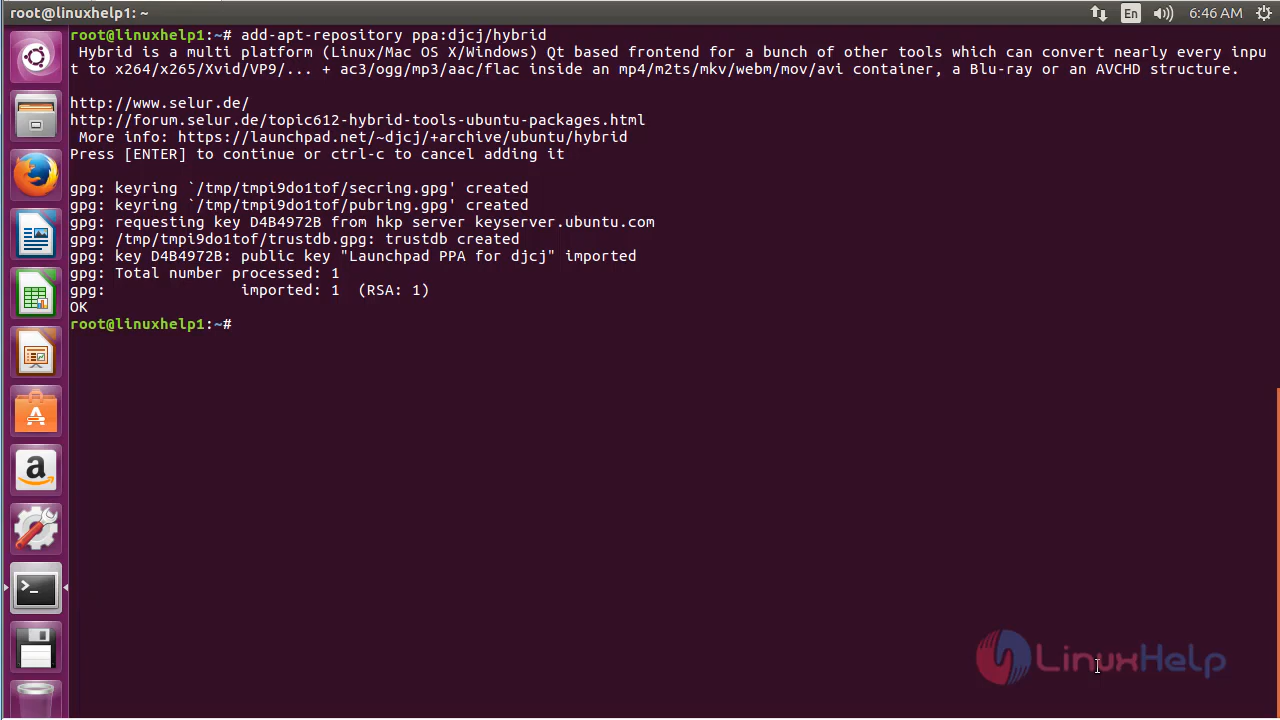 root@linuxhelp1: ~
En
6:46 AM
root@linuxhelp1:~# add-apt-repository ppa:djcj/hybrid
 Hybrid is a multi platform (Linux/Mac OS X/Windows) Qt based frontend for a bunch of other tools which can convert nearly every inpu
t to x264/x265/Xvid/VP9/... + ac3/ogg/mp3/aac/flac inside an mp4/m2ts/mkv/webm/mov/avi container, a Blu-ray or an AVCHD structure.
http://www.selur.de/
http://forum.selur.de/topic612-hybrid-tools-ubuntu-packages.html
 More info: https://launchpad.net/~djcj/+archive/ubuntu/hybrid
Press [ENTER] to continue or ctrl-c to cancel adding it
gpg: keyring `/tmp/tmpi9do1tof/secring.gpg' created
gpg: keyring `/tmp/tmpi9do1tof/pubring.gpg' created
gpg: requesting key D4B4972B from hkp server keyserver.ubuntu.com
gpg: /tmp/tmpi9do1tof/trustdb.gpg: trustdb created
gpg: key D4B4972B: public key "Launchpad PPA for djcj" imported
gpg: Total number processed: 1
gpg:               imported: 1  (RSA: 1)
OK
root@linuxhelp1:~#
LinuxHelp